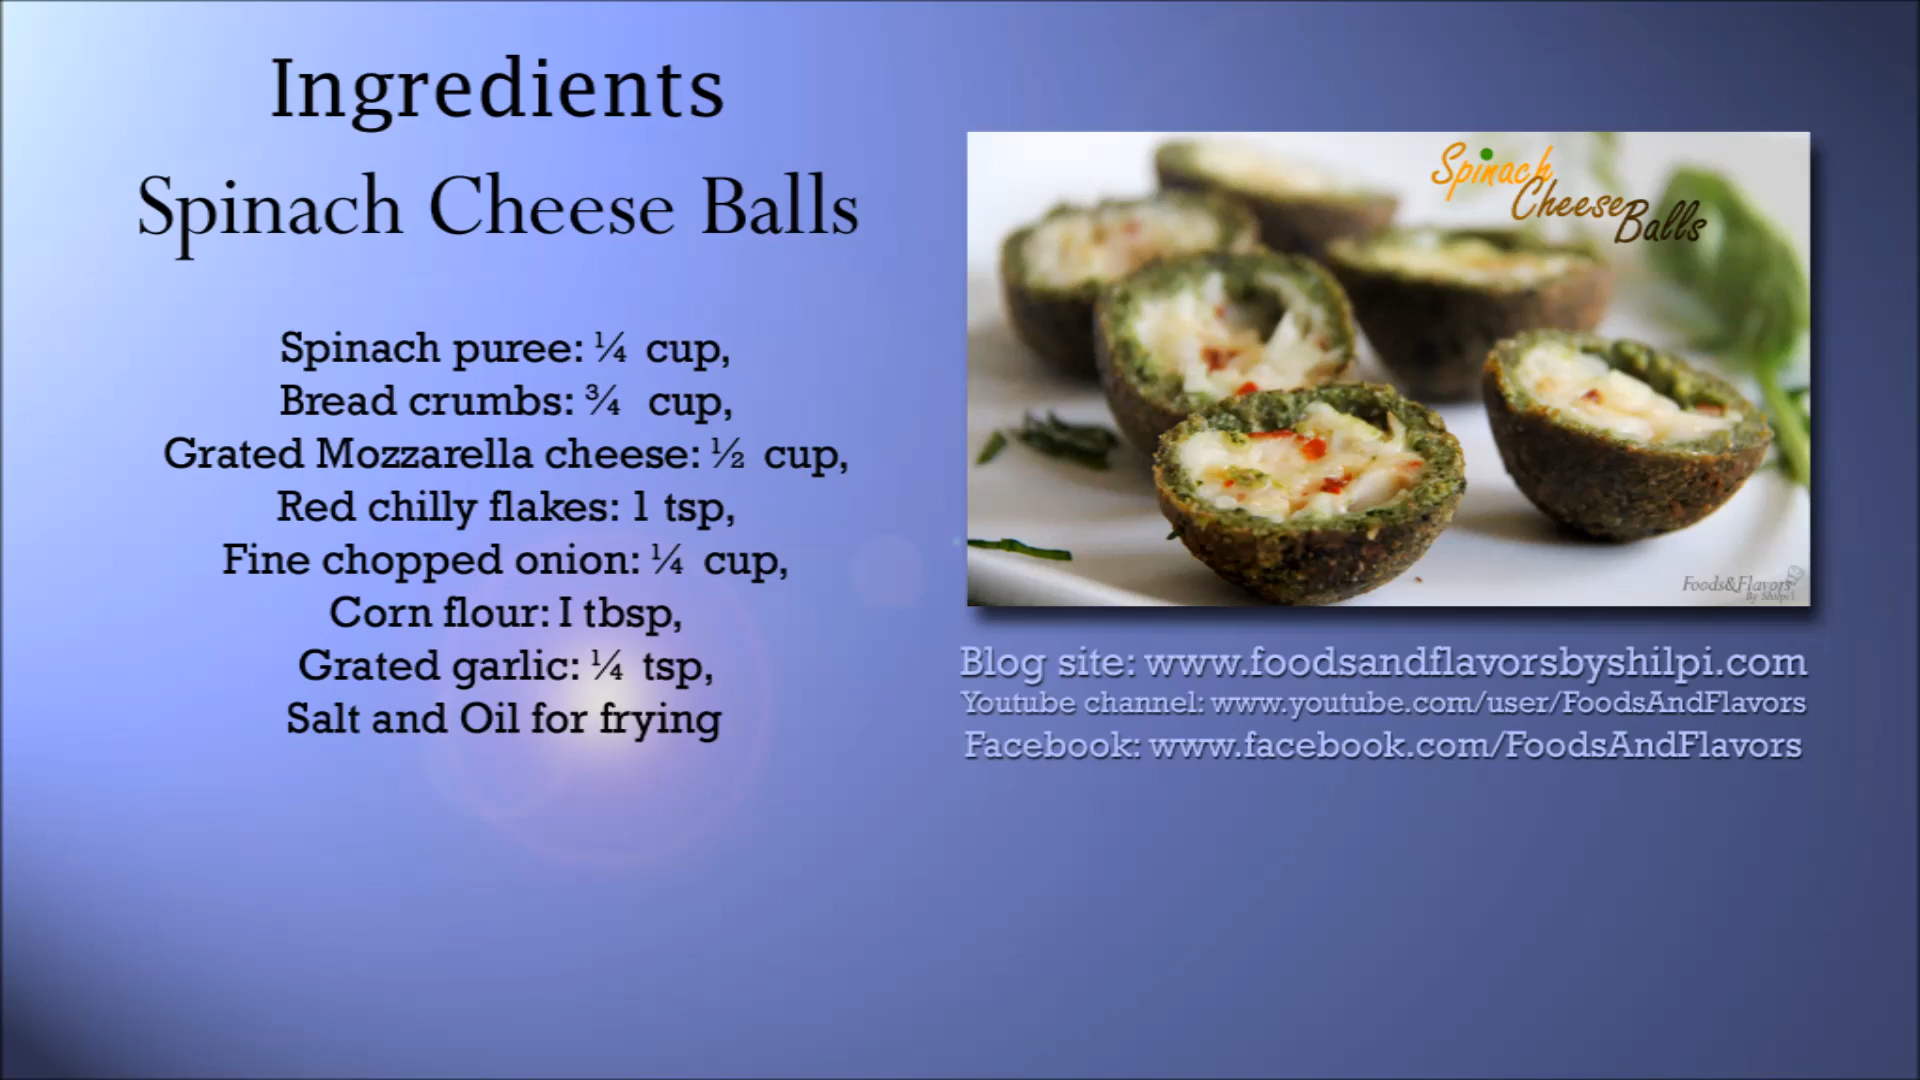 Ingredients
Spinach Cheese Balls
Spinach puree: ¼ cup,
Bread crumbs: ¾ cup,
Grated Mozzarella cheese: ½ cup,
Red chilly flakes: 1 tsp,
Fine chopped onion: ¼ cup,
Corn flour: I tbsp,
Grated garlic: ¼ tsp,
Salt and Oil for frying
Spinach
Cheese
Balls
Foods&Flavors
By Shilpi
Blog site: www.foodsandflavorsbyshilpi.com
Youtube channel: www.youtube.com/user/FoodsAndFlavors
Facebook: www.facebook.com/FoodsAndFlavors